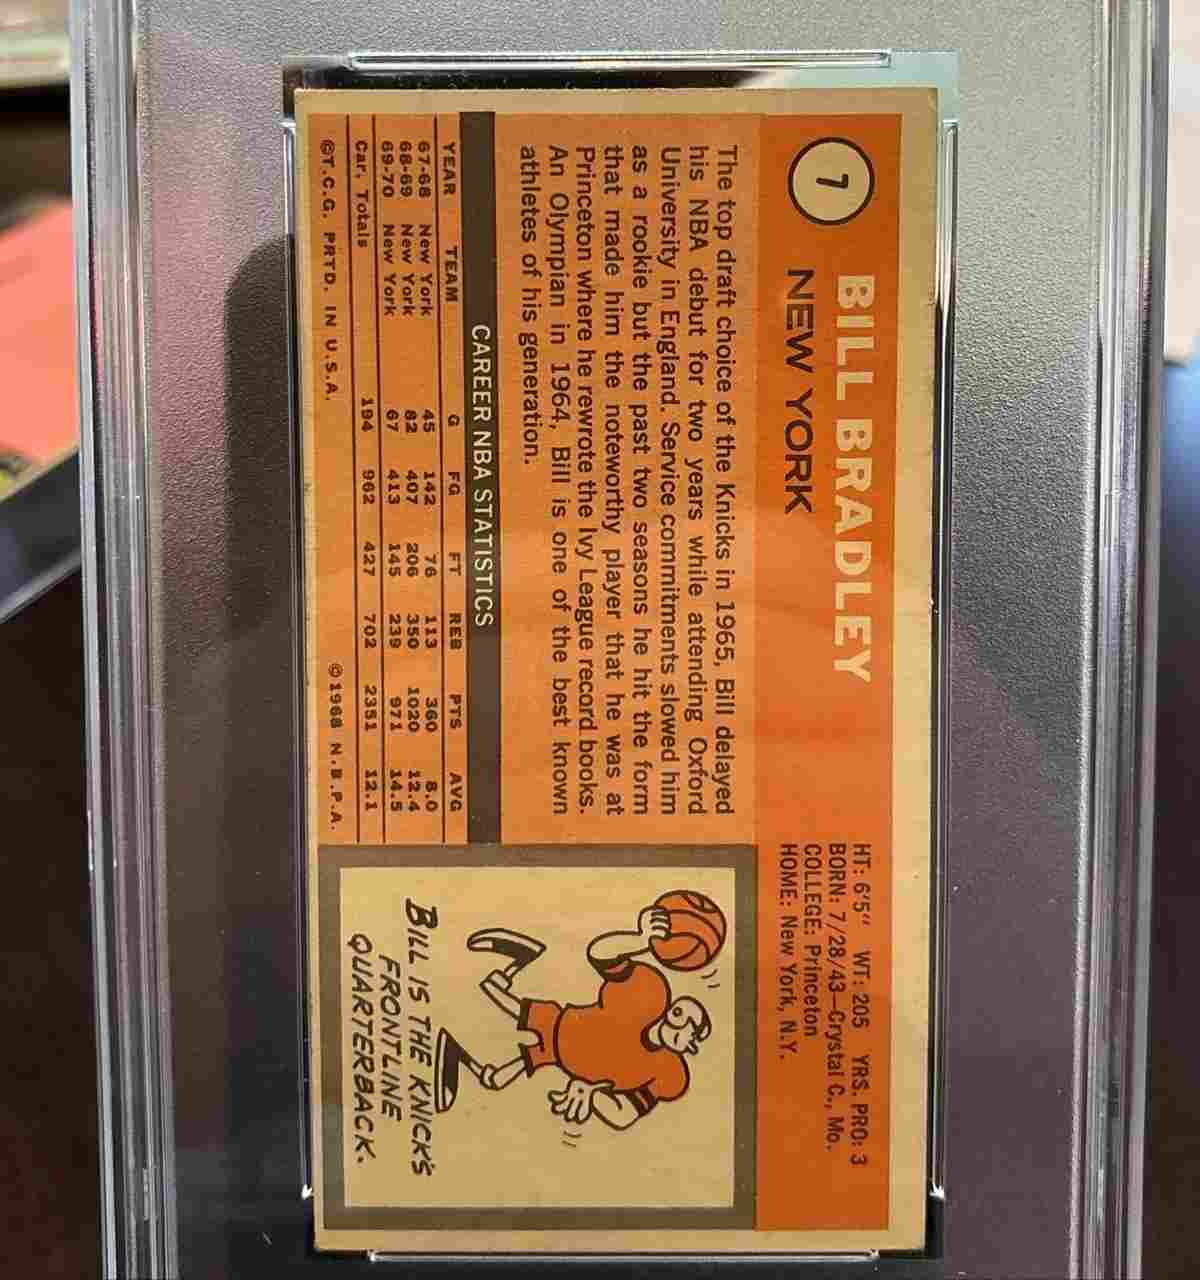 7
BILL BRADLEY
NEW YORK
HT: 6'5" WT: 205 YRS. PRO: 3
BORN: 7/28/43—Crystal C., Mo.
COLLEGE: Princeton
HOME: New York, N.Y.
The top draft choice of the Knicks in 1965, Bill delayed
his NBA debut for two years while attending Oxford
University in England. Service commitments slowed him
as a rookie but the past two seasons he hit the form
that made him the noteworthy player that he was at
Princeton where he rewrote the Ivy League record books.
An Olympian in 1964, Bill is one of the best known
athletes of his generation.
CAREER NBA STATISTICS
YEAR TEAM G FG FT REB PTS AVG
67-68 New York 45 142 76 113 360 8.0
68-69 New York 82 407 206 350 1020 12.4
69-70 New York 67 413 145 239 971 14.5
Car. Totals 194 962 427 702 2351 12.1
©T.C.G. PRTD. IN U.S.A. ©1968 N.B.P.A.
BILL IS THE KNICK'S
FRONTLINE
QUARTERBACK.